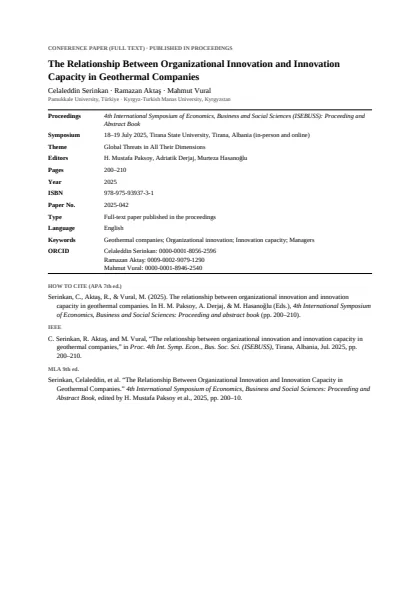 CONFERENCE PAPER (FULL TEXT) · PUBLISHED IN PROCEEDINGS
The Relationship Between Organizational Innovation and Innovation
Capacity in Geothermal Companies
Celaleddin Serinkan · Ramazan Aktaş · Mahmut Vural
Pamukkale University, Türkiye · Kyrgyz-Turkish Manas University, Kyrgyzstan
Proceedings 4th International Symposium of Economics, Business and Social Sciences (ISEBUSS): Proceeding and
Abstract Book
Symposium 18–19 July 2025, Tirana State University, Tirana, Albania (in-person and online)
Theme Global Threats in All Their Dimensions
Editors H. Mustafa Paksoy, Adriatik Derjaj, Murteza Hasanoğlu
Pages 200–210
Year 2025
ISBN 978-975-93937-3-1
Paper No. 2025-042
Type Full-text paper published in the proceedings
Language English
Keywords Geothermal companies; Organizational innovation; Innovation capacity; Managers
ORCID Celaleddin Serinkan: 0000-0001-8056-2596
Ramazan Aktaş: 0009-0002-9079-1290
Mahmut Vural: 0000-0001-8946-2540
HOW TO CITE (APA 7th ed.)
Serinkan, C., Aktaş, R., & Vural, M. (2025). The relationship between organizational innovation and innovation
capacity in geothermal companies. In H. M. Paksoy, A. Derjaj, & M. Hasanoğlu (Eds.), 4th International Symposium
of Economics, Business and Social Sciences: Proceeding and abstract book (pp. 200–210).
IEEE
C. Serinkan, R. Aktaş, and M. Vural, "The relationship between organizational innovation and innovation capacity in
geothermal companies," in Proc. 4th Int. Symp. Econ., Bus. Soc. Sci. (ISEBUSS), Tirana, Albania, Jul. 2025, pp.
200–210.
MLA 9th ed.
Serinkan, Celaleddin, et al. "The Relationship Between Organizational Innovation and Innovation Capacity in
Geothermal Companies." 4th International Symposium of Economics, Business and Social Sciences: Proceeding and
Abstract Book, edited by H. Mustafa Paksoy et al., 2025, pp. 200–10.